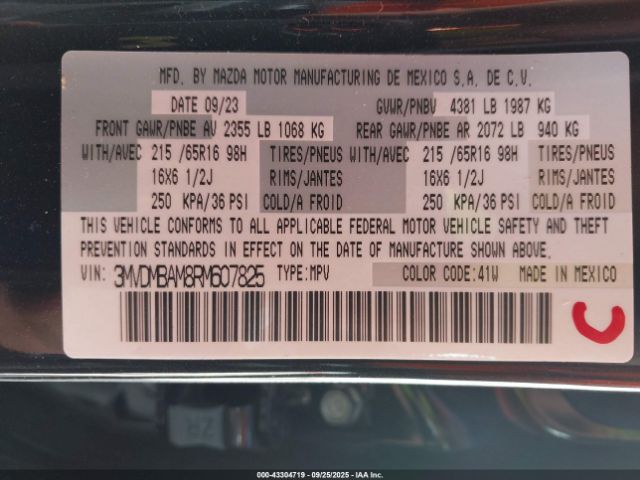 MFD. BY MAZDA MOTOR MANUFACTURING DE MEXICO S.A. DE C.V.
DATE 09/23 GVWR/PNBV 4381 LB 1987 KG
FRONT GAWR/PNBE AV 2355 LB 1068 KG REAR GAWR/PNBE AR 2072 LB 940 KG
WITH/AVEC 215 /65R16 98H TIRES/PNEUS WITH/AVEC 215 /65R16 98H TIRES/PNEUS
16X6 1/2J RIMS/JANTES 16X6 1/2J RIMS/JANTES
250 KPA/36 PSI COLD/A FROID 250 KPA/36 PSI COLD/A FROID
THIS VEHICLE CONFORMS TO ALL APPLICABLE FEDERAL MOTOR VEHICLE SAFETY AND THEFT
PREVENTION STANDARDS IN EFFECT ON THE DATE OF MANUFACTURE SHOWN ABOVE.
VIN: 3MVDMBAM8RM607825 TYPE:MPV COLOR CODE:41W MADE IN MEXICO
C
ZR
000-43304719 - 09/25/2025 - IAAI Inc.